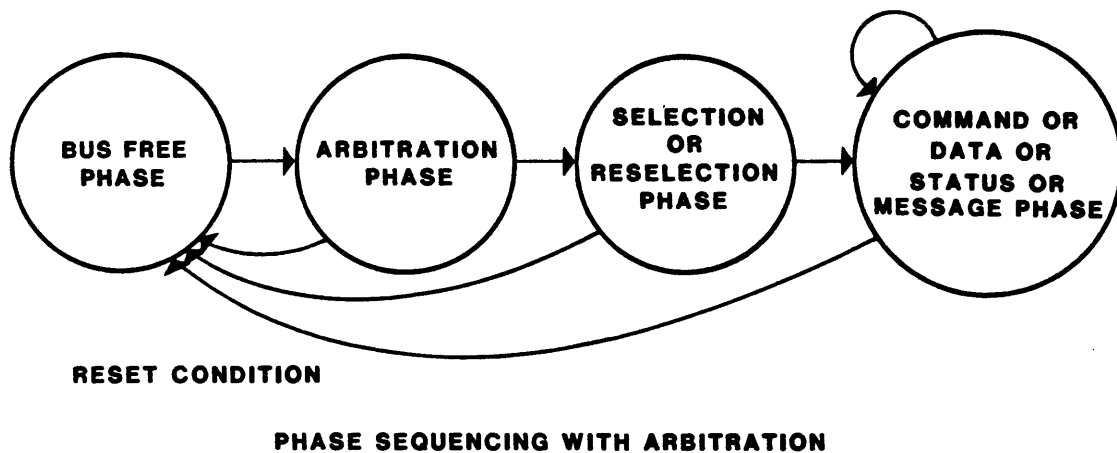 BUS FREE
PHASE
ARBITRATION
PHASE
SELECTION
OR
RESELECTION
PHASE
COMMAND OR
DATA OR
STATUS OR
MESSAGE PHASE
RESET CONDITION
PHASE SEQUENCING WITH ARBITRATION